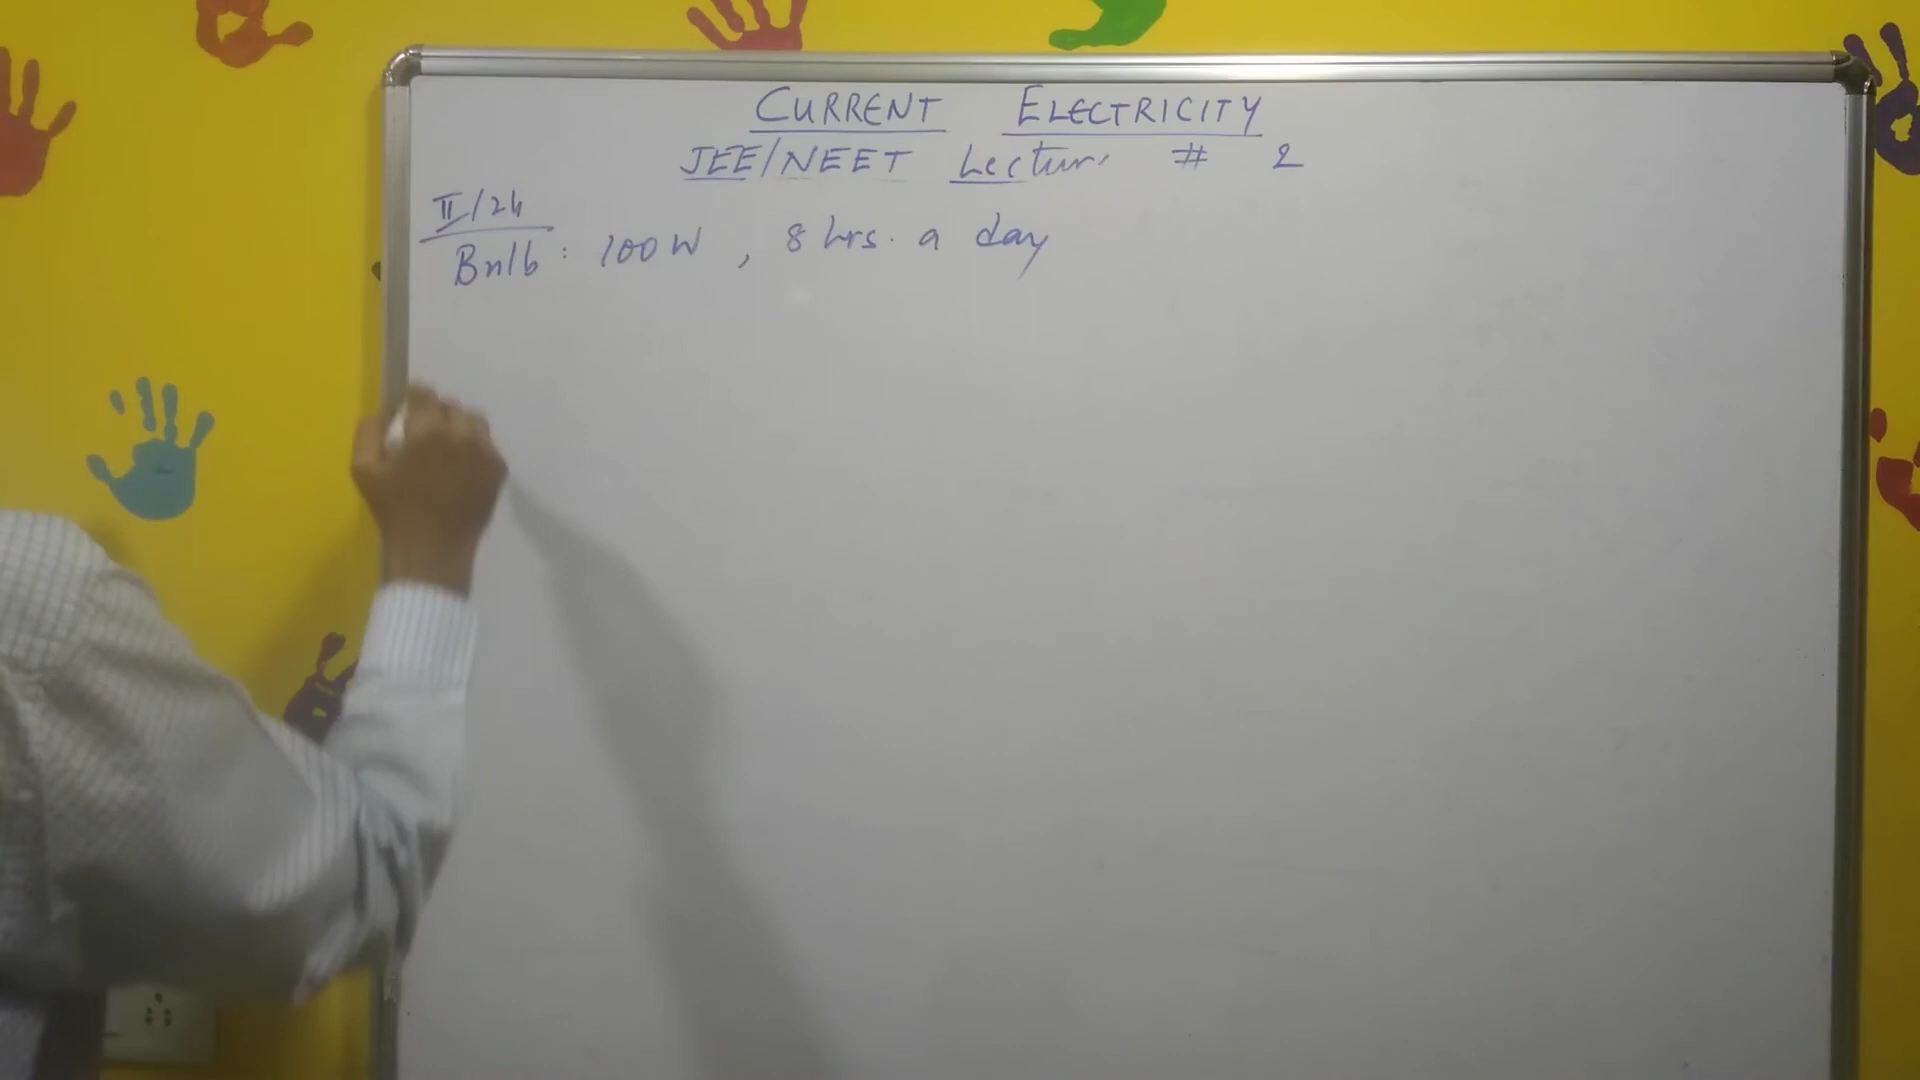 CURRENT ELECTRICITY
JEE/NEET Lecture # 2
II/24
Bulb: 100W, 8 hrs. a day